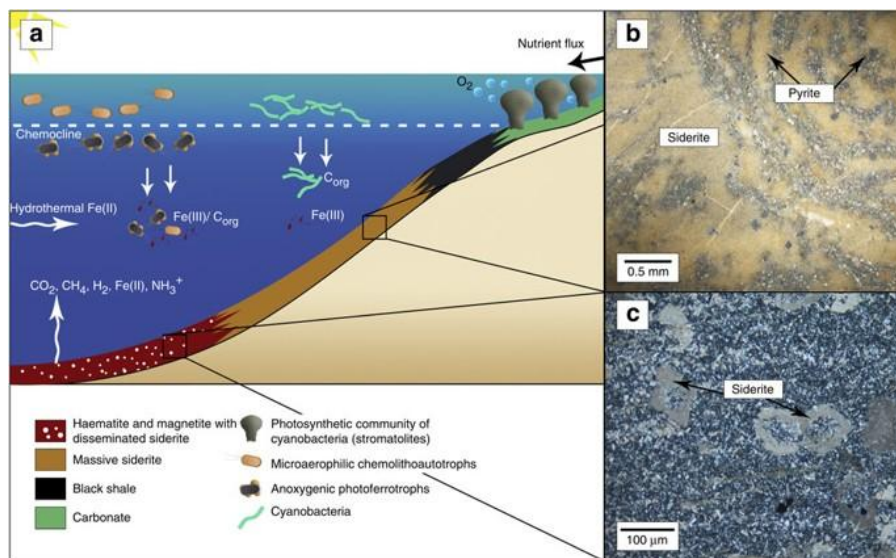 a
Nutrient flux
O2
Chemocline
Corg
Hydrothermal Fe(II)
Fe(III)/ Corg
Fe(III)
CO2, CH4, H2, Fe(II), NH3+
Haematite and magnetite with
disseminated siderite
Massive siderite
Black shale
Carbonate
Photosynthetic community of
cyanobacteria (stromatolites)
Microaerophilic chemolithoautotrophs
Anoxygenic photoferrotrophs
Cyanobacteria
b
Pyrite
Siderite
0.5 mm
c
Siderite
100 μm